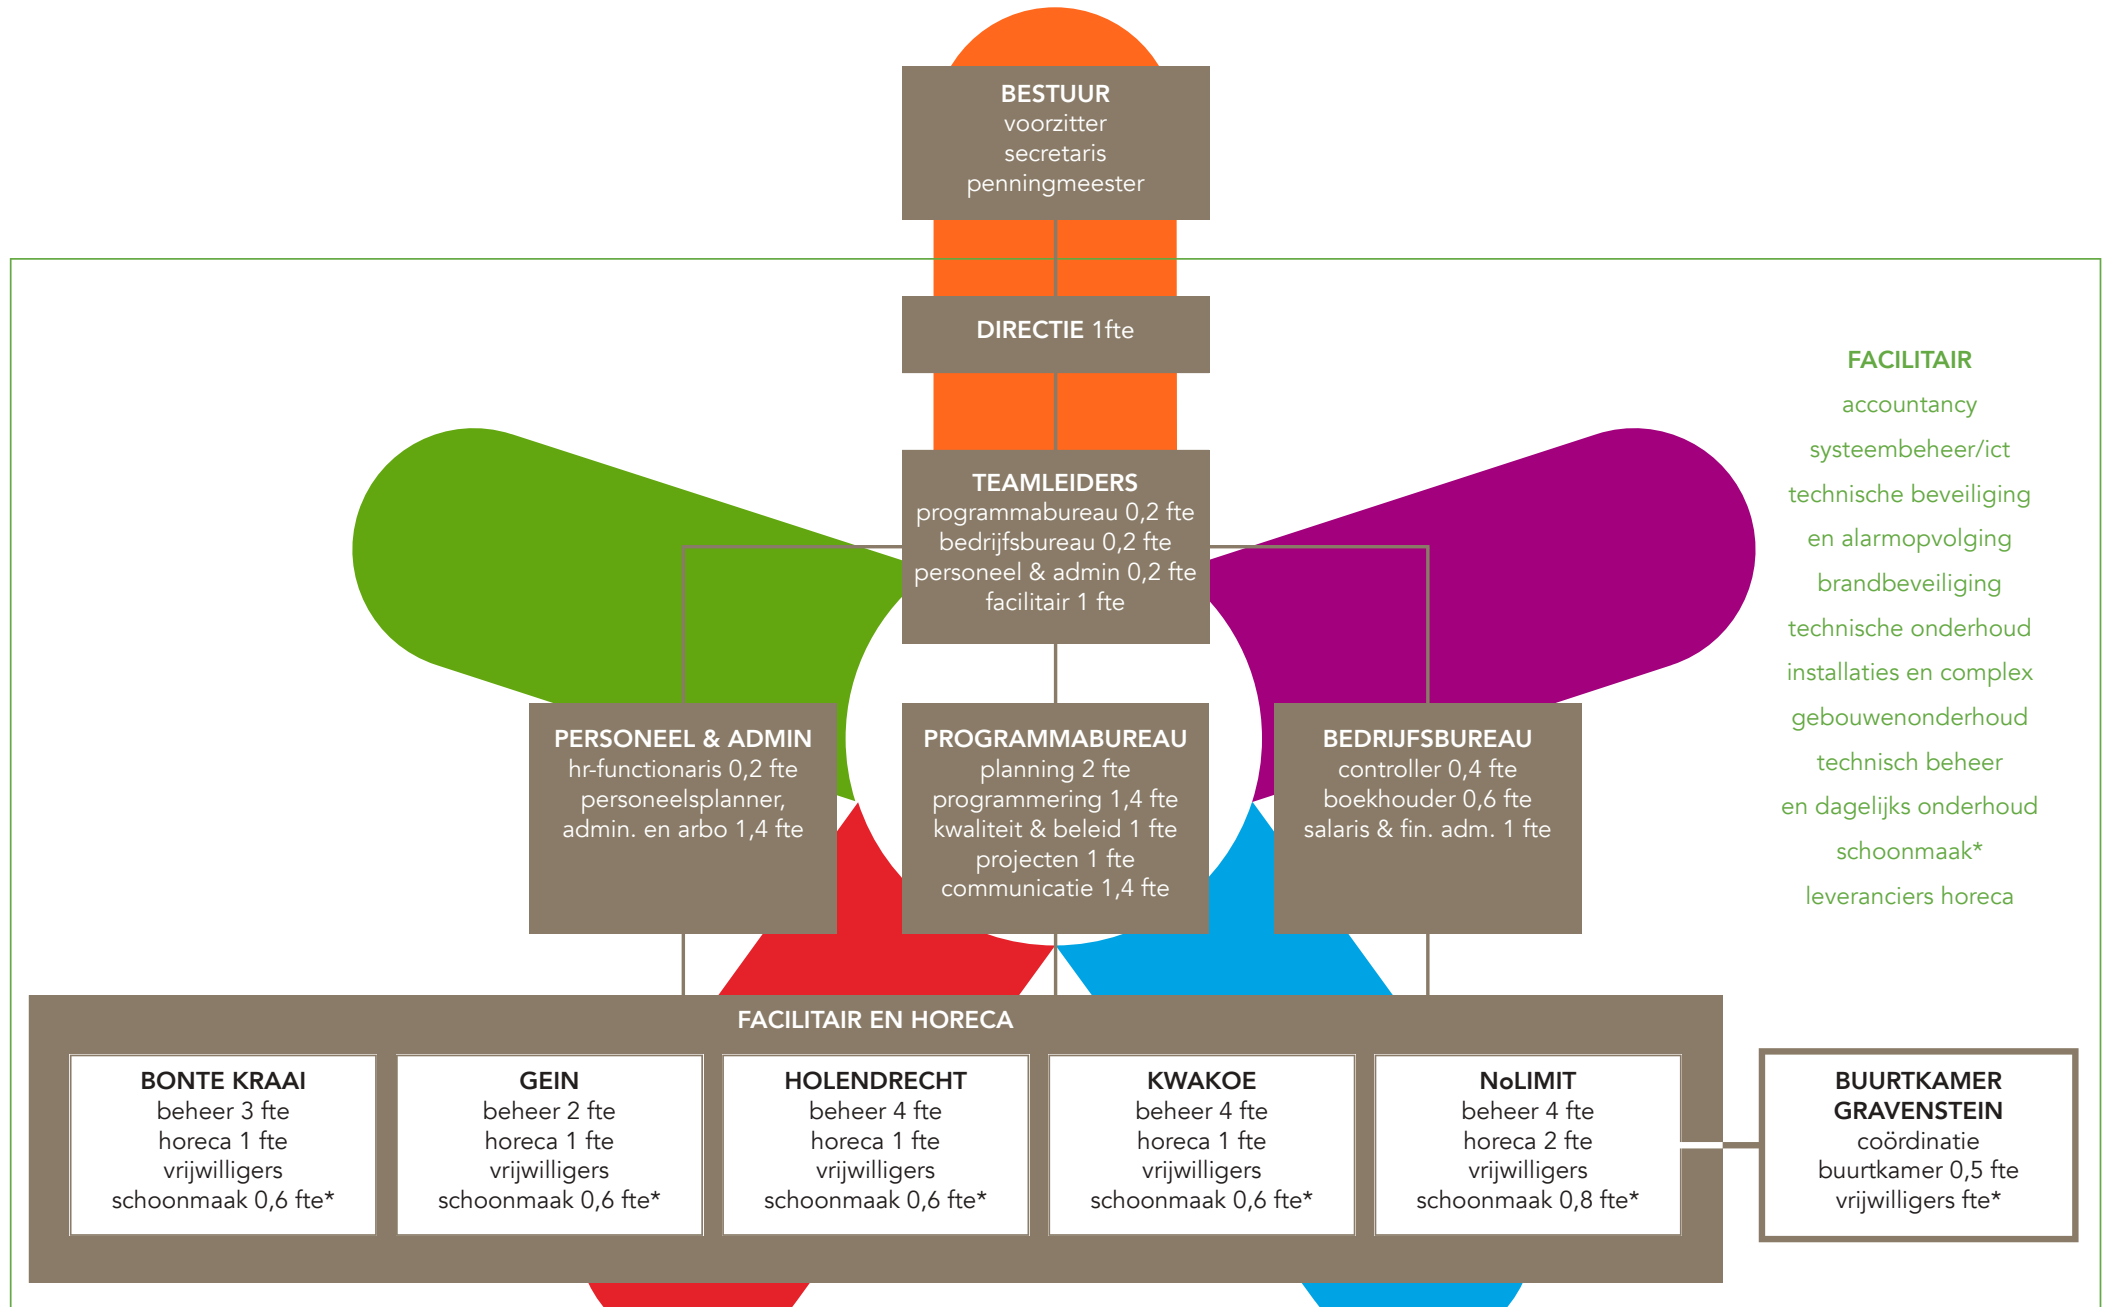 BESTUUR
voorzitter
secretaris
penningmeester
DIRECTIE 1fte
TEAMLEIDERS
programmabureau 0,2 fte
bedrijfsbureau 0,2 fte
personeel & admin 0,2 fte
facilitair 1 fte
PERSONEEL & ADMIN
hr-functionaris 0,2 fte
personeelsplanner,
admin. en arbo 1,4 fte
PROGRAMMABUREAU
planning 2 fte
programmering 1,4 fte
kwaliteit & beleid 1 fte
projecten 1 fte
communicatie 1,4 fte
BEDRIJFSBUREAU
controller 0,4 fte
boekhouder 0,6 fte
salaris & fin. adm. 1 fte
FACILITAIR
accountancy
systeembeheer/ict
technische beveiliging
en alarmopvolging
brandbeveiliging
technische onderhoud
installaties en complex
gebouwenonderhoud
technisch beheer
en dagelijks onderhoud
schoonmaak*
leveranciers horeca
FACILITAIR EN HORECA
BONTE KRAAI
beheer 3 fte
horeca 1 fte
vrijwilligers
schoonmaak 0,6 fte*
GEIN
beheer 2 fte
horeca 1 fte
vrijwilligers
schoonmaak 0,6 fte*
HOLENDRECHT
beheer 4 fte
horeca 1 fte
vrijwilligers
schoonmaak 0,6 fte*
KWAKOE
beheer 4 fte
horeca 1 fte
vrijwilligers
schoonmaak 0,6 fte*
NoLIMIT
beheer 4 fte
horeca 2 fte
vrijwilligers
schoonmaak 0,8 fte*
BUURTKAMER
GRAVENSTEIN
coördinatie
buurtkamer 0,5 fte
vrijwilligers fte*